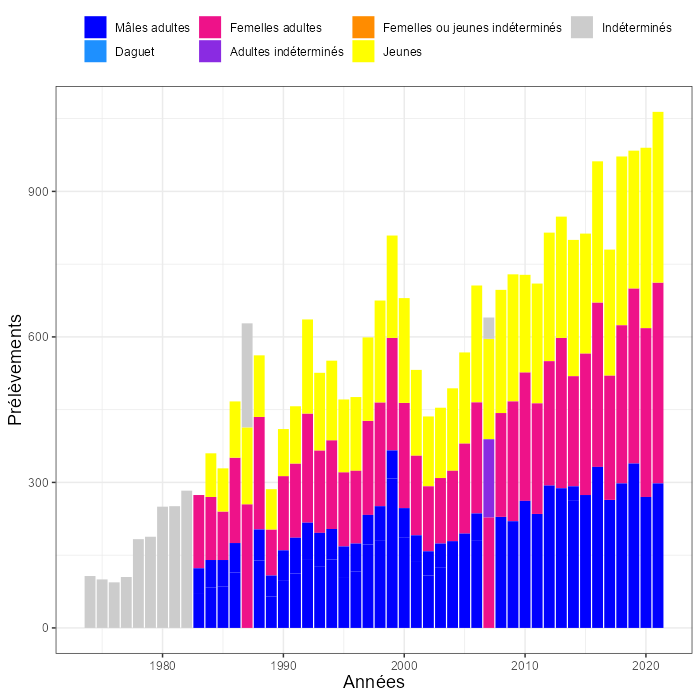 Mâles adultes Femelles adultes Femelles ou jeunes indéterminés Indéterminés
Daguet Adultes indéterminés Jeunes
900
600
300
0
Prélèvements
1980 1990 2000 2010 2020
Années